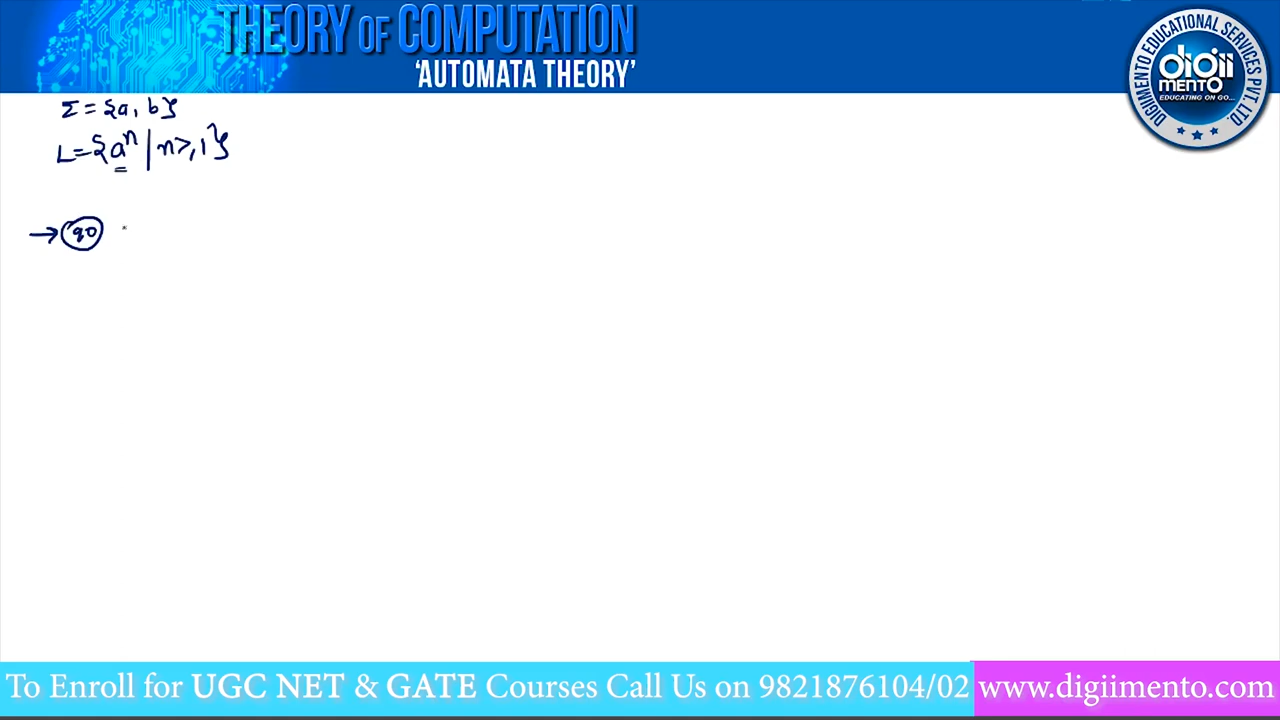 THEORY OF COMPUTATION
'AUTOMATA THEORY'
DIGIIMENTO EDUCATIONAL SERVICES PVT. LTD.
digii
MENTO
EDUCATING ON GO...
Σ = {a, b}
L = {aⁿ | n ≥, 1}
→ q0
To Enroll for UGC NET & GATE Courses Call Us on 9821876104/02 www.digiimento.com